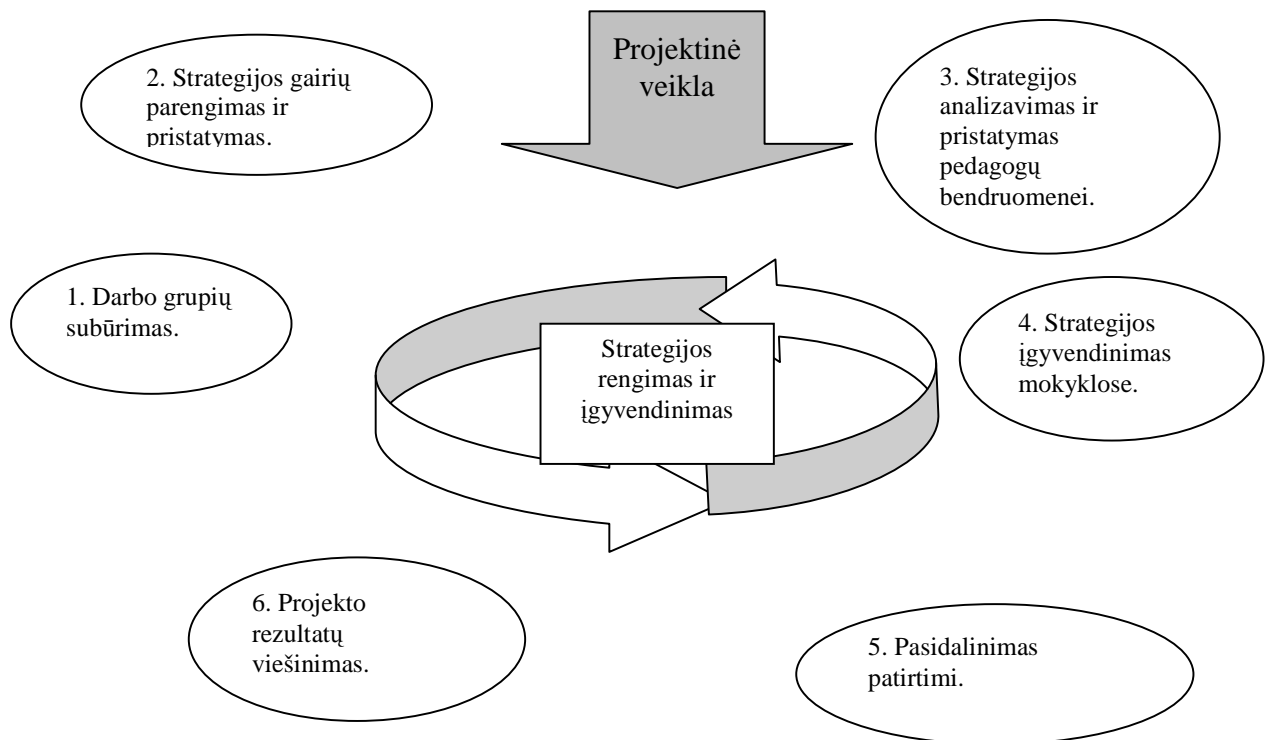 Projektinė
veikla
2. Strategijos gairių
parengimas ir
pristatymas.
3. Strategijos
analizavimas ir
pristatymas
pedagogų
bendruomenei.
1. Darbo grupių
subūrimas.
Strategijos
rengimas ir
įgyvendinimas
4. Strategijos
įgyvendinimas
mokyklose.
6. Projekto
rezultatų
viešinimas.
5. Pasidalinimas
patirtimi.